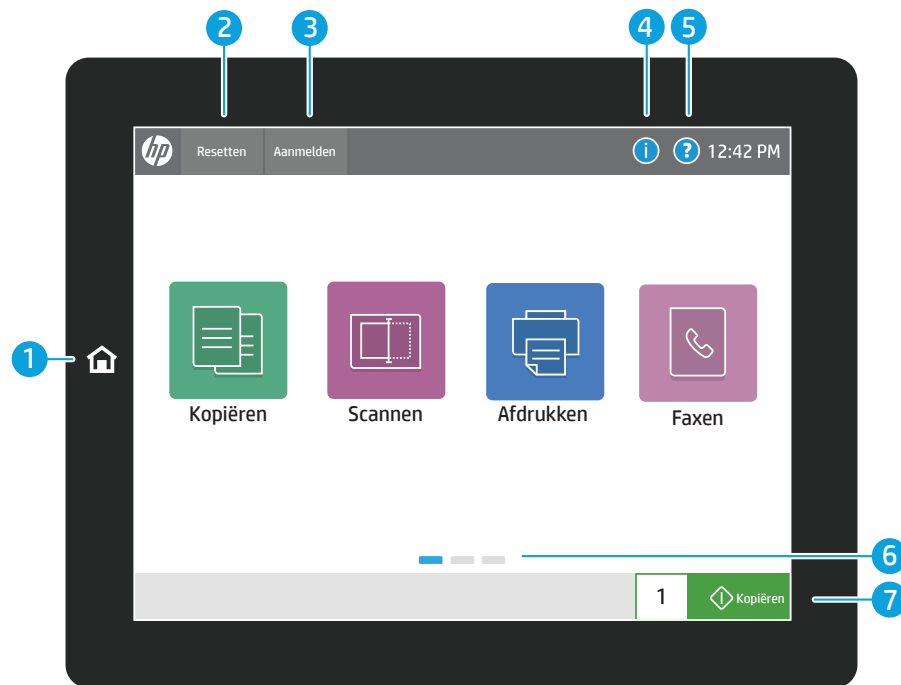 2 3 4 5
hp Resetten Aanmelden i ? 12:42 PM
1
Kopiëren Scannen Afdrukken Faxen
6
1 Kopiëren
7